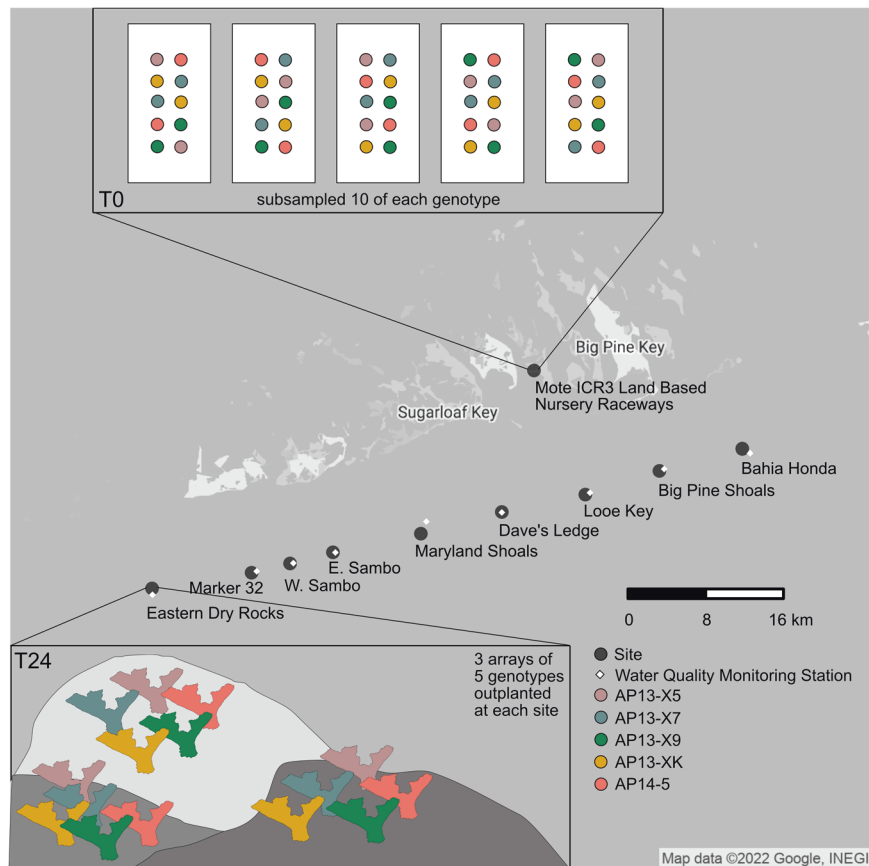 T0
subsampled 10 of each genotype
Big Pine Key
Mote ICR3 Land Based
Nursery Raceways
Sugarloaf Key
Bahia Honda
Big Pine Shoals
Looe Key
Dave's Ledge
Maryland Shoals
E. Sambo
W. Sambo
Marker 32
Eastern Dry Rocks
0 8 16 km
T24
3 arrays of
5 genotypes
outplanted
at each site
Site
Water Quality Monitoring Station
AP13-X5
AP13-X7
AP13-X9
AP13-XK
AP14-5
Map data ©2022 Google, INEGI